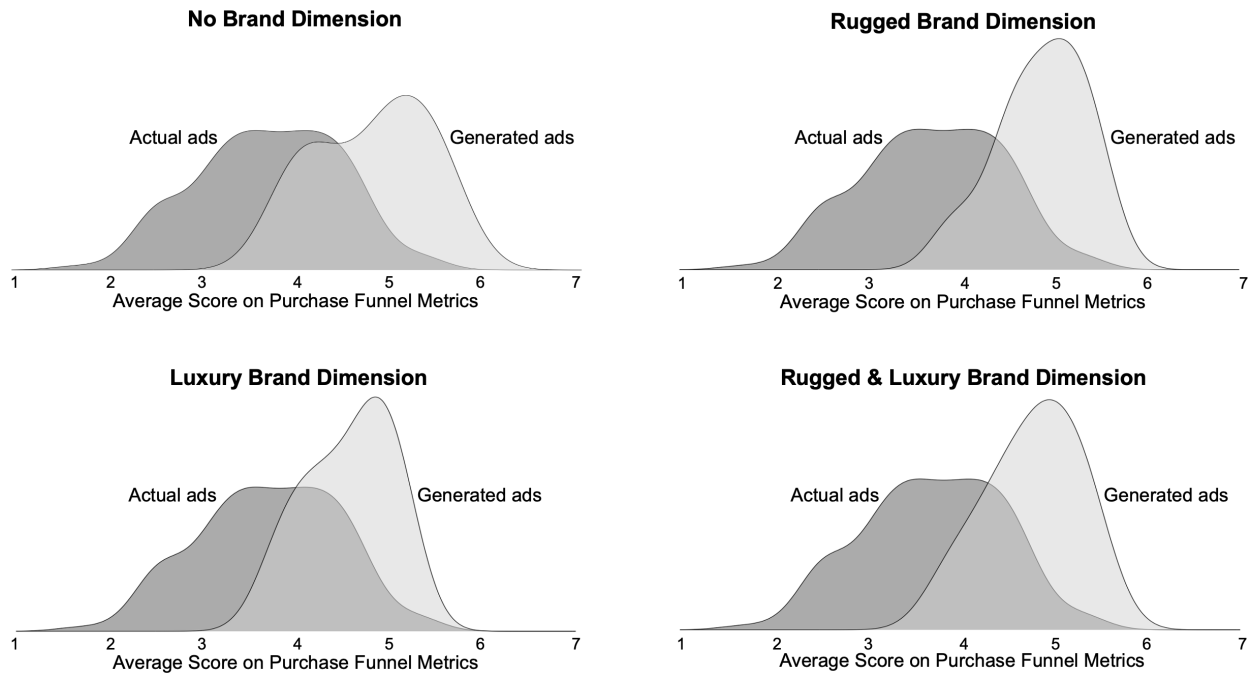 No Brand Dimension
Actual ads
Generated ads
1 2 3 4 5 6 7
Average Score on Purchase Funnel Metrics
Rugged Brand Dimension
Actual ads
Generated ads
1 2 3 4 5 6 7
Average Score on Purchase Funnel Metrics
Luxury Brand Dimension
Actual ads
Generated ads
1 2 3 4 5 6 7
Average Score on Purchase Funnel Metrics
Rugged & Luxury Brand Dimension
Actual ads
Generated ads
1 2 3 4 5 6 7
Average Score on Purchase Funnel Metrics